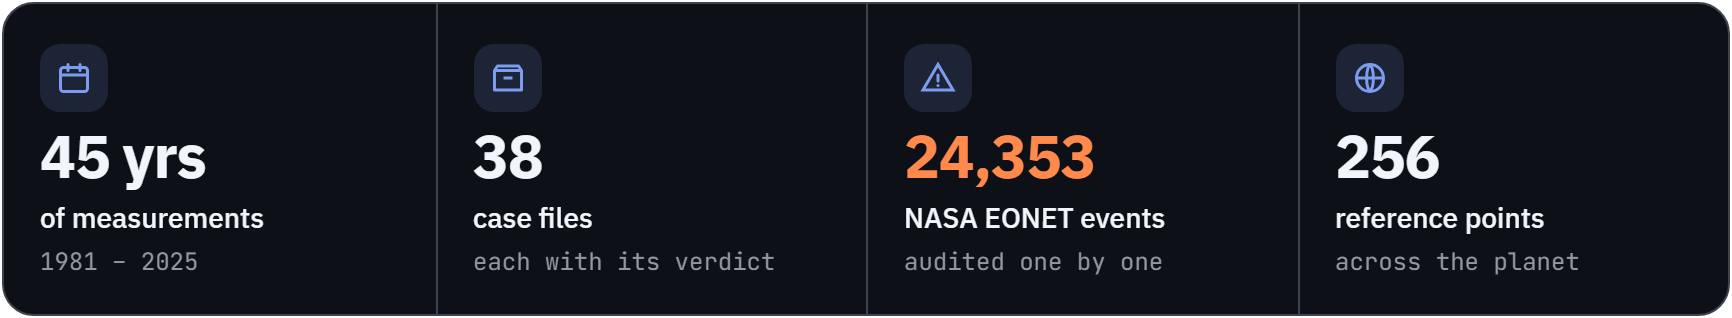 45 yrs
of measurements
1981 – 2025
38
case files
each with its verdict
24,353
NASA EONET events
audited one by one
256
reference points
across the planet